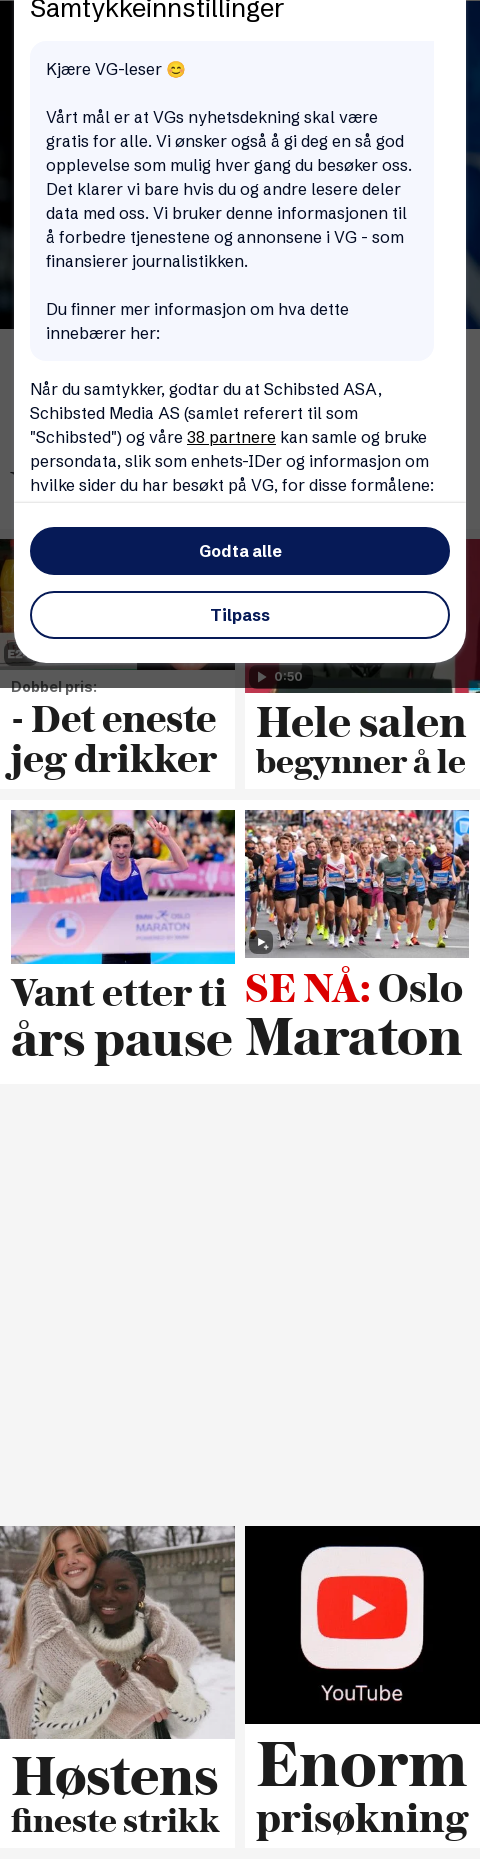 Samtykkeinnstillinger
Kjære VG-leser 😊
Vårt mål er at VGs nyhetsdekning skal være
gratis for alle. Vi ønsker også å gi deg en så god
opplevelse som mulig hver gang du besøker oss.
Det klarer vi bare hvis du og andre lesere deler
data med oss. Vi bruker denne informasjonen til
å forbedre tjenestene og annonsene i VG - som
finansierer journalistikken.
Du finner mer informasjon om hva dette
innebærer her:
Når du samtykker, godtar du at Schibsted ASA,
Schibsted Media AS (samlet referert til som
"Schibsted") og våre 38 partnere kan samle og bruke
persondata, slik som enhets-IDer og informasjon om
hvilke sider du har besøkt på VG, for disse formålene:
Godta alle
Tilpass
0:50
Dobbel pris:
- Det eneste
jeg drikker
Hele salen
begynner å le
BMW OSLO
MARATON
Vant etter ti
års pause
SE NÅ: Oslo
Maraton
YouTube
Høstens
fineste strikk
Enorm
prisøkning